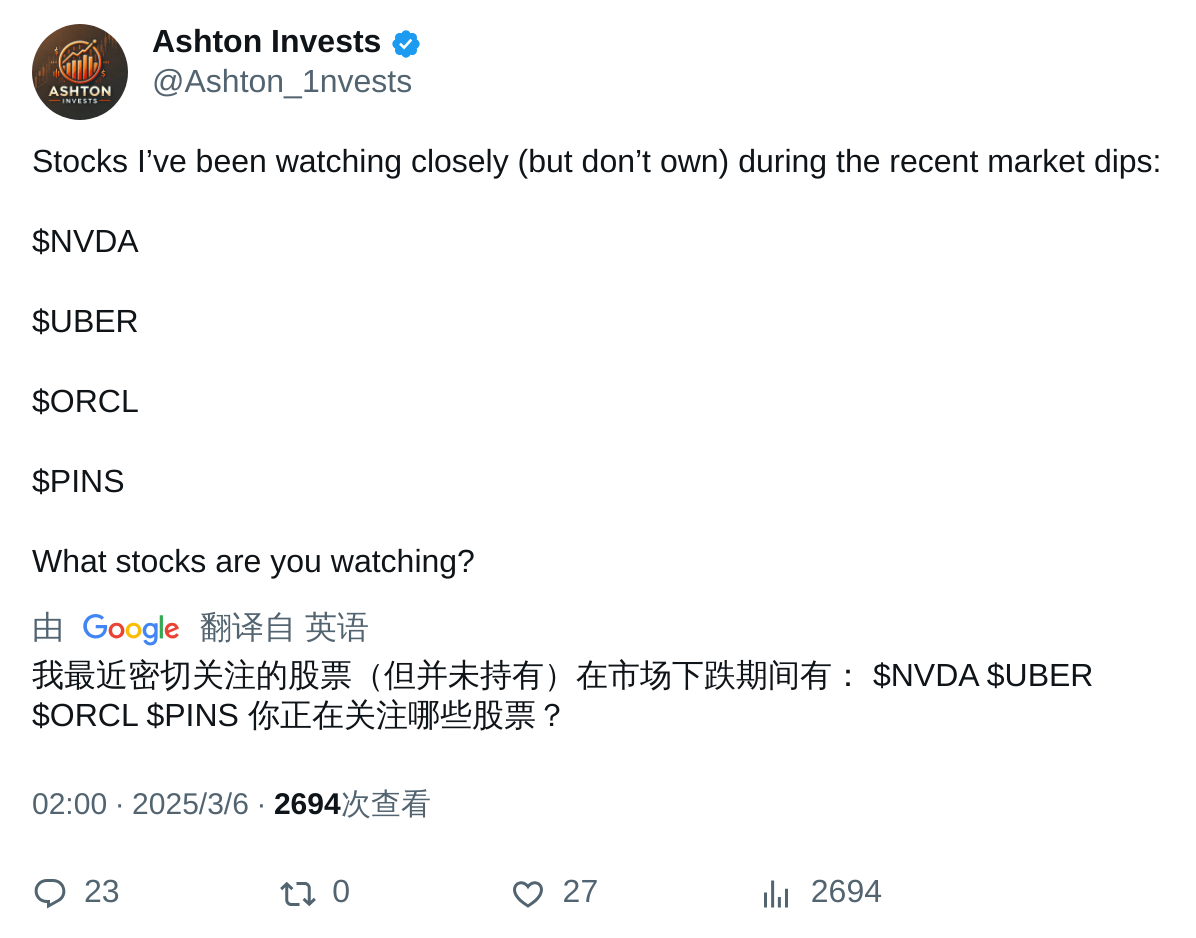 Ashton Invests
@Ashton_1nvests
ASHTON
INVESTS
Stocks I’ve been watching closely (but don’t own) during the recent market dips:
$NVDA
$UBER
$ORCL
$PINS
What stocks are you watching?
由 Google 翻译自 英语
我最近密切关注的股票（但并未持有）在市场下跌期间有： $NVDA $UBER
$ORCL $PINS 你正在关注哪些股票？
02:00 · 2025/3/6 · 2694次查看
23 0 27 2694